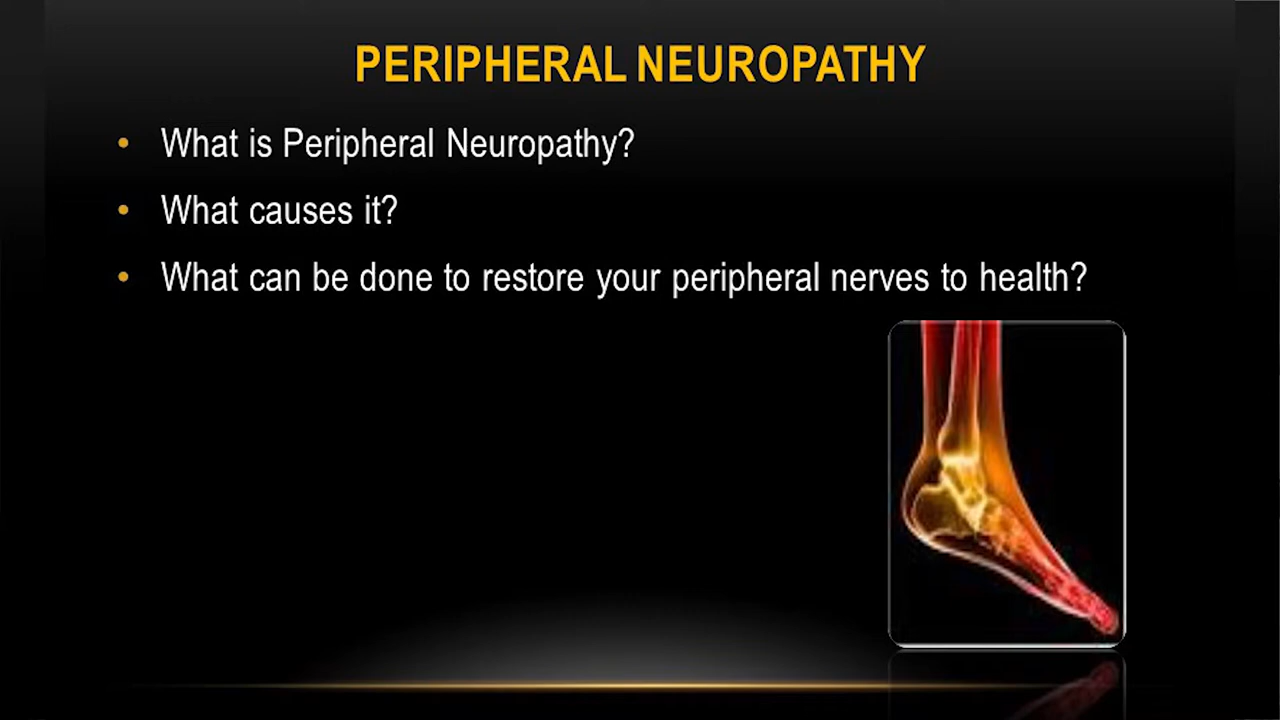 PERIPHERAL NEUROPATHY
• What is Peripheral Neuropathy?
• What causes it?
• What can be done to restore your peripheral nerves to health?